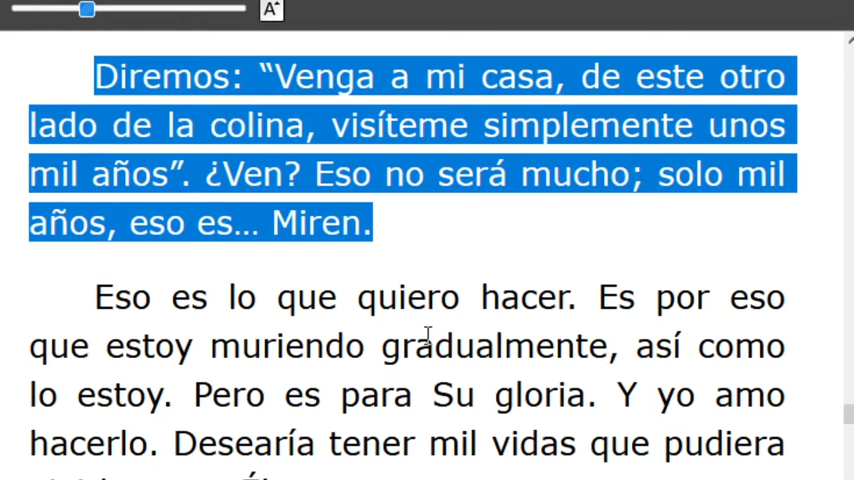 A
Diremos: “Venga a mi casa, de este otro
lado de la colina, visíteme simplemente unos
mil años”. ¿Ven? Eso no será mucho; solo mil
años, eso es… Miren.
Eso es lo que quiero hacer. Es por eso
que estoy muriendo gradualmente, así como
lo estoy. Pero es para Su gloria. Y yo amo
hacerlo. Desearía tener mil vidas que pudiera